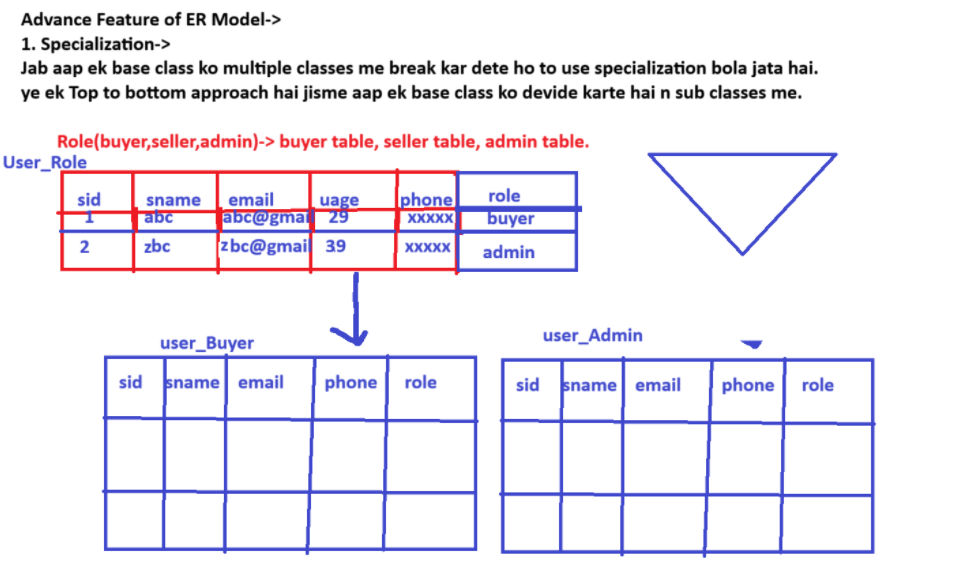 Advance Feature of ER Model->
1. Specialization->
Jab aap ek base class ko multiple classes me break kar dete ho to use specialization bola jata hai.
ye ek Top to bottom approach hai jisme aap ek base class ko devide karte hai n sub classes me.
Role(buyer,seller,admin)-> buyer table, seller table, admin table.
User_Role
sid sname email uage phone role
1 abc abc@gmai 29 xxxxx buyer
2 zbc zbc@gmail 39 xxxxx admin
user_Buyer
sid sname email phone role
user_Admin
sid sname email phone role